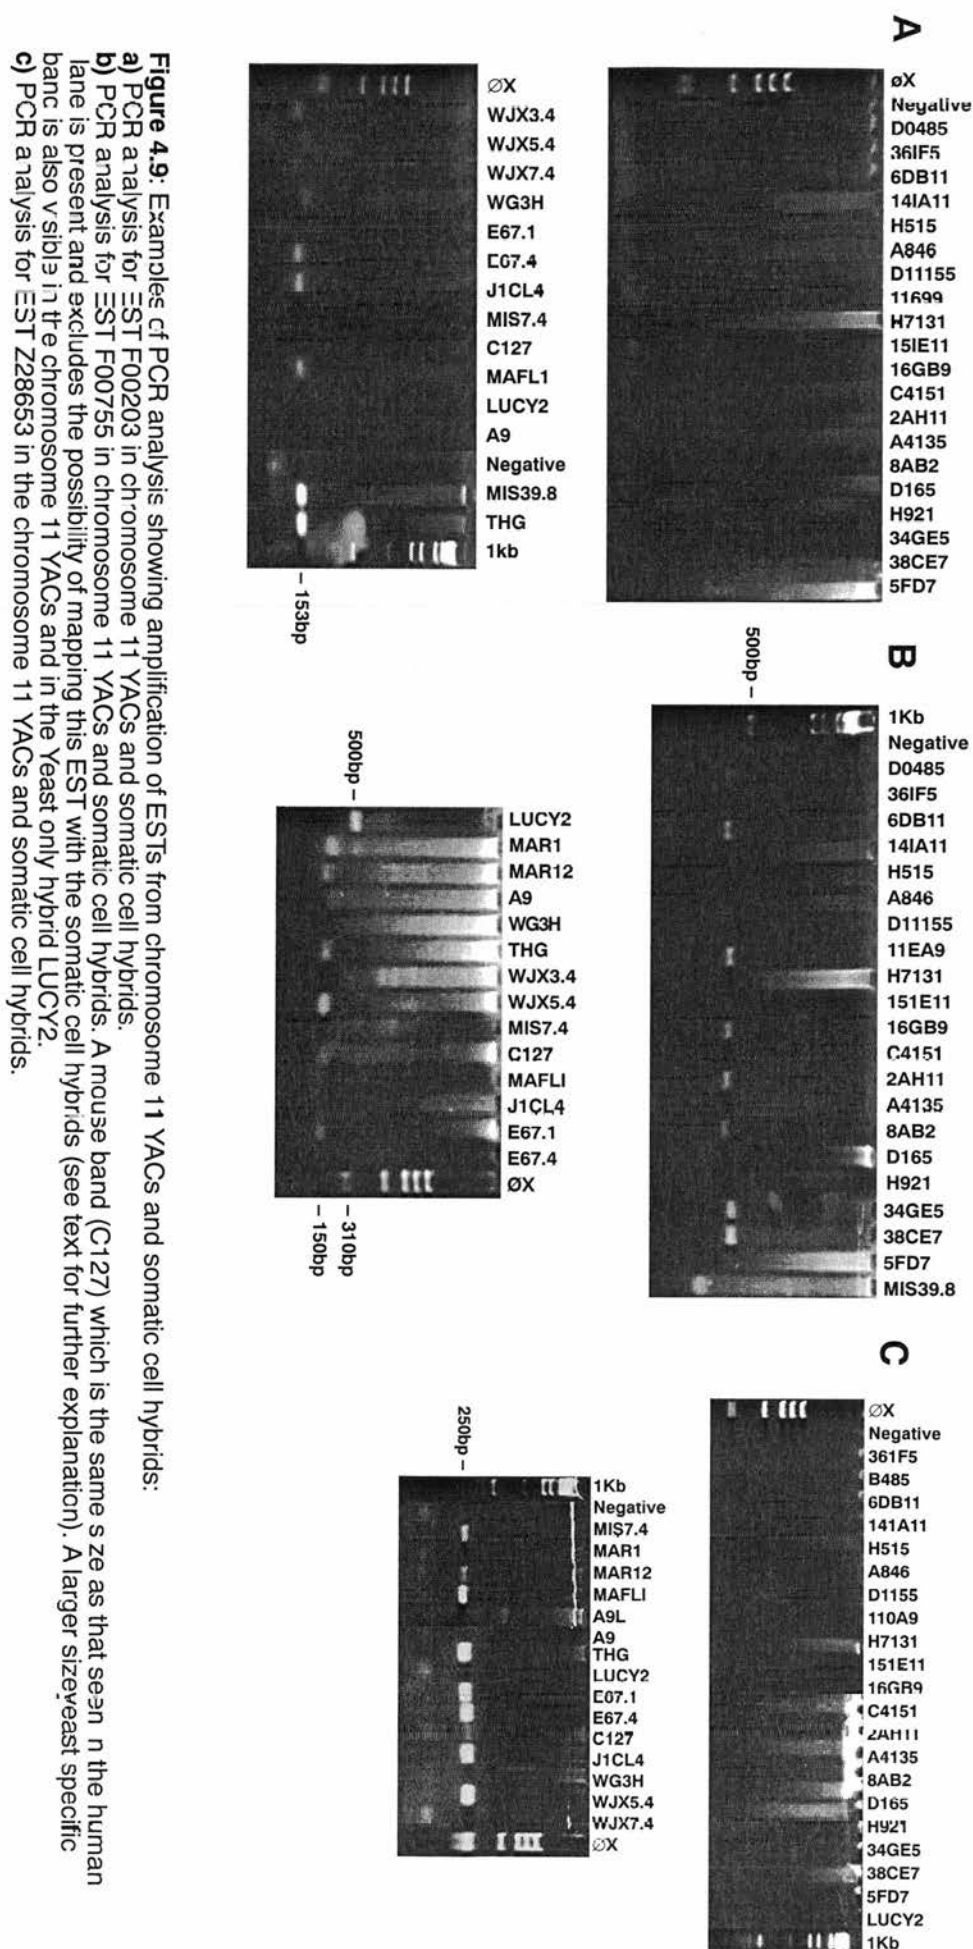 A
øX
Negative
D0485
36IF5
6DB11
14IA11
H515
A846
D11155
11699
H7131
15IE11
16GB9
C4151
2AH11
A4135
8AB2
D165
H921
34GE5
38CE7
5FD7
ØX
WJX3.4
WJX5.4
WJX7.4
WG3H
E67.1
E07.4
J1CL4
MIS7.4
C127
MAFL1
LUCY2
A9
Negative
MIS39.8
THG
1kb
– 153bp
B
500bp –
1Kb
Negative
D0485
36IF5
6DB11
14IA11
H515
A846
D11155
11EA9
H7131
151E11
16GB9
C4151
2AH11
A4135
8AB2
D165
H921
34GE5
38CE7
5FD7
MIS39.8
500bp –
LUCY2
MAR1
MAR12
A9
WG3H
THG
WJX3.4
WJX5.4
MIS7.4
C127
MAFLI
J1CL4
E67.1
E67.4
ØX
– 310bp
– 150bp
C
∅X
Negative
361F5
B485
6DB11
141A11
H515
A846
D1155
110A9
H7131
151E11
16GB9
C4151
2AH11
A4135
8AB2
D165
H921
34GE5
38CE7
5FD7
LUCY2
1Kb
250bp –
1Kb
Negative
MIS7.4
MAR1
MAR12
MAFLI
A9L
A9
THG
LUCY2
E07.1
E67.4
C127
J1CL4
WG3H
WJX5.4
WJX7.4
∅X
Figure 4.9: Examples of PCR analysis showing amplification of ESTs from chromosome 11 YACs and somatic cell hybrids:
a) PCR analysis for EST F00203 in chromosome 11 YACs and somatic cell hybrids.
b) PCR analysis for EST F00755 in chromosome 11 YACs and somatic cell hybrids. A mouse band (C127) which is the same size as that seen in the human
lane is present and excludes the possibility of mapping this EST with the somatic cell hybrids (see text for further explanation). A larger size yeast specific
banc is also visible in the chromosome 11 YACs and in the Yeast only hybrid LUCY2.
c) PCR analysis for EST Z28653 in the chromosome 11 YACs and somatic cell hybrids.